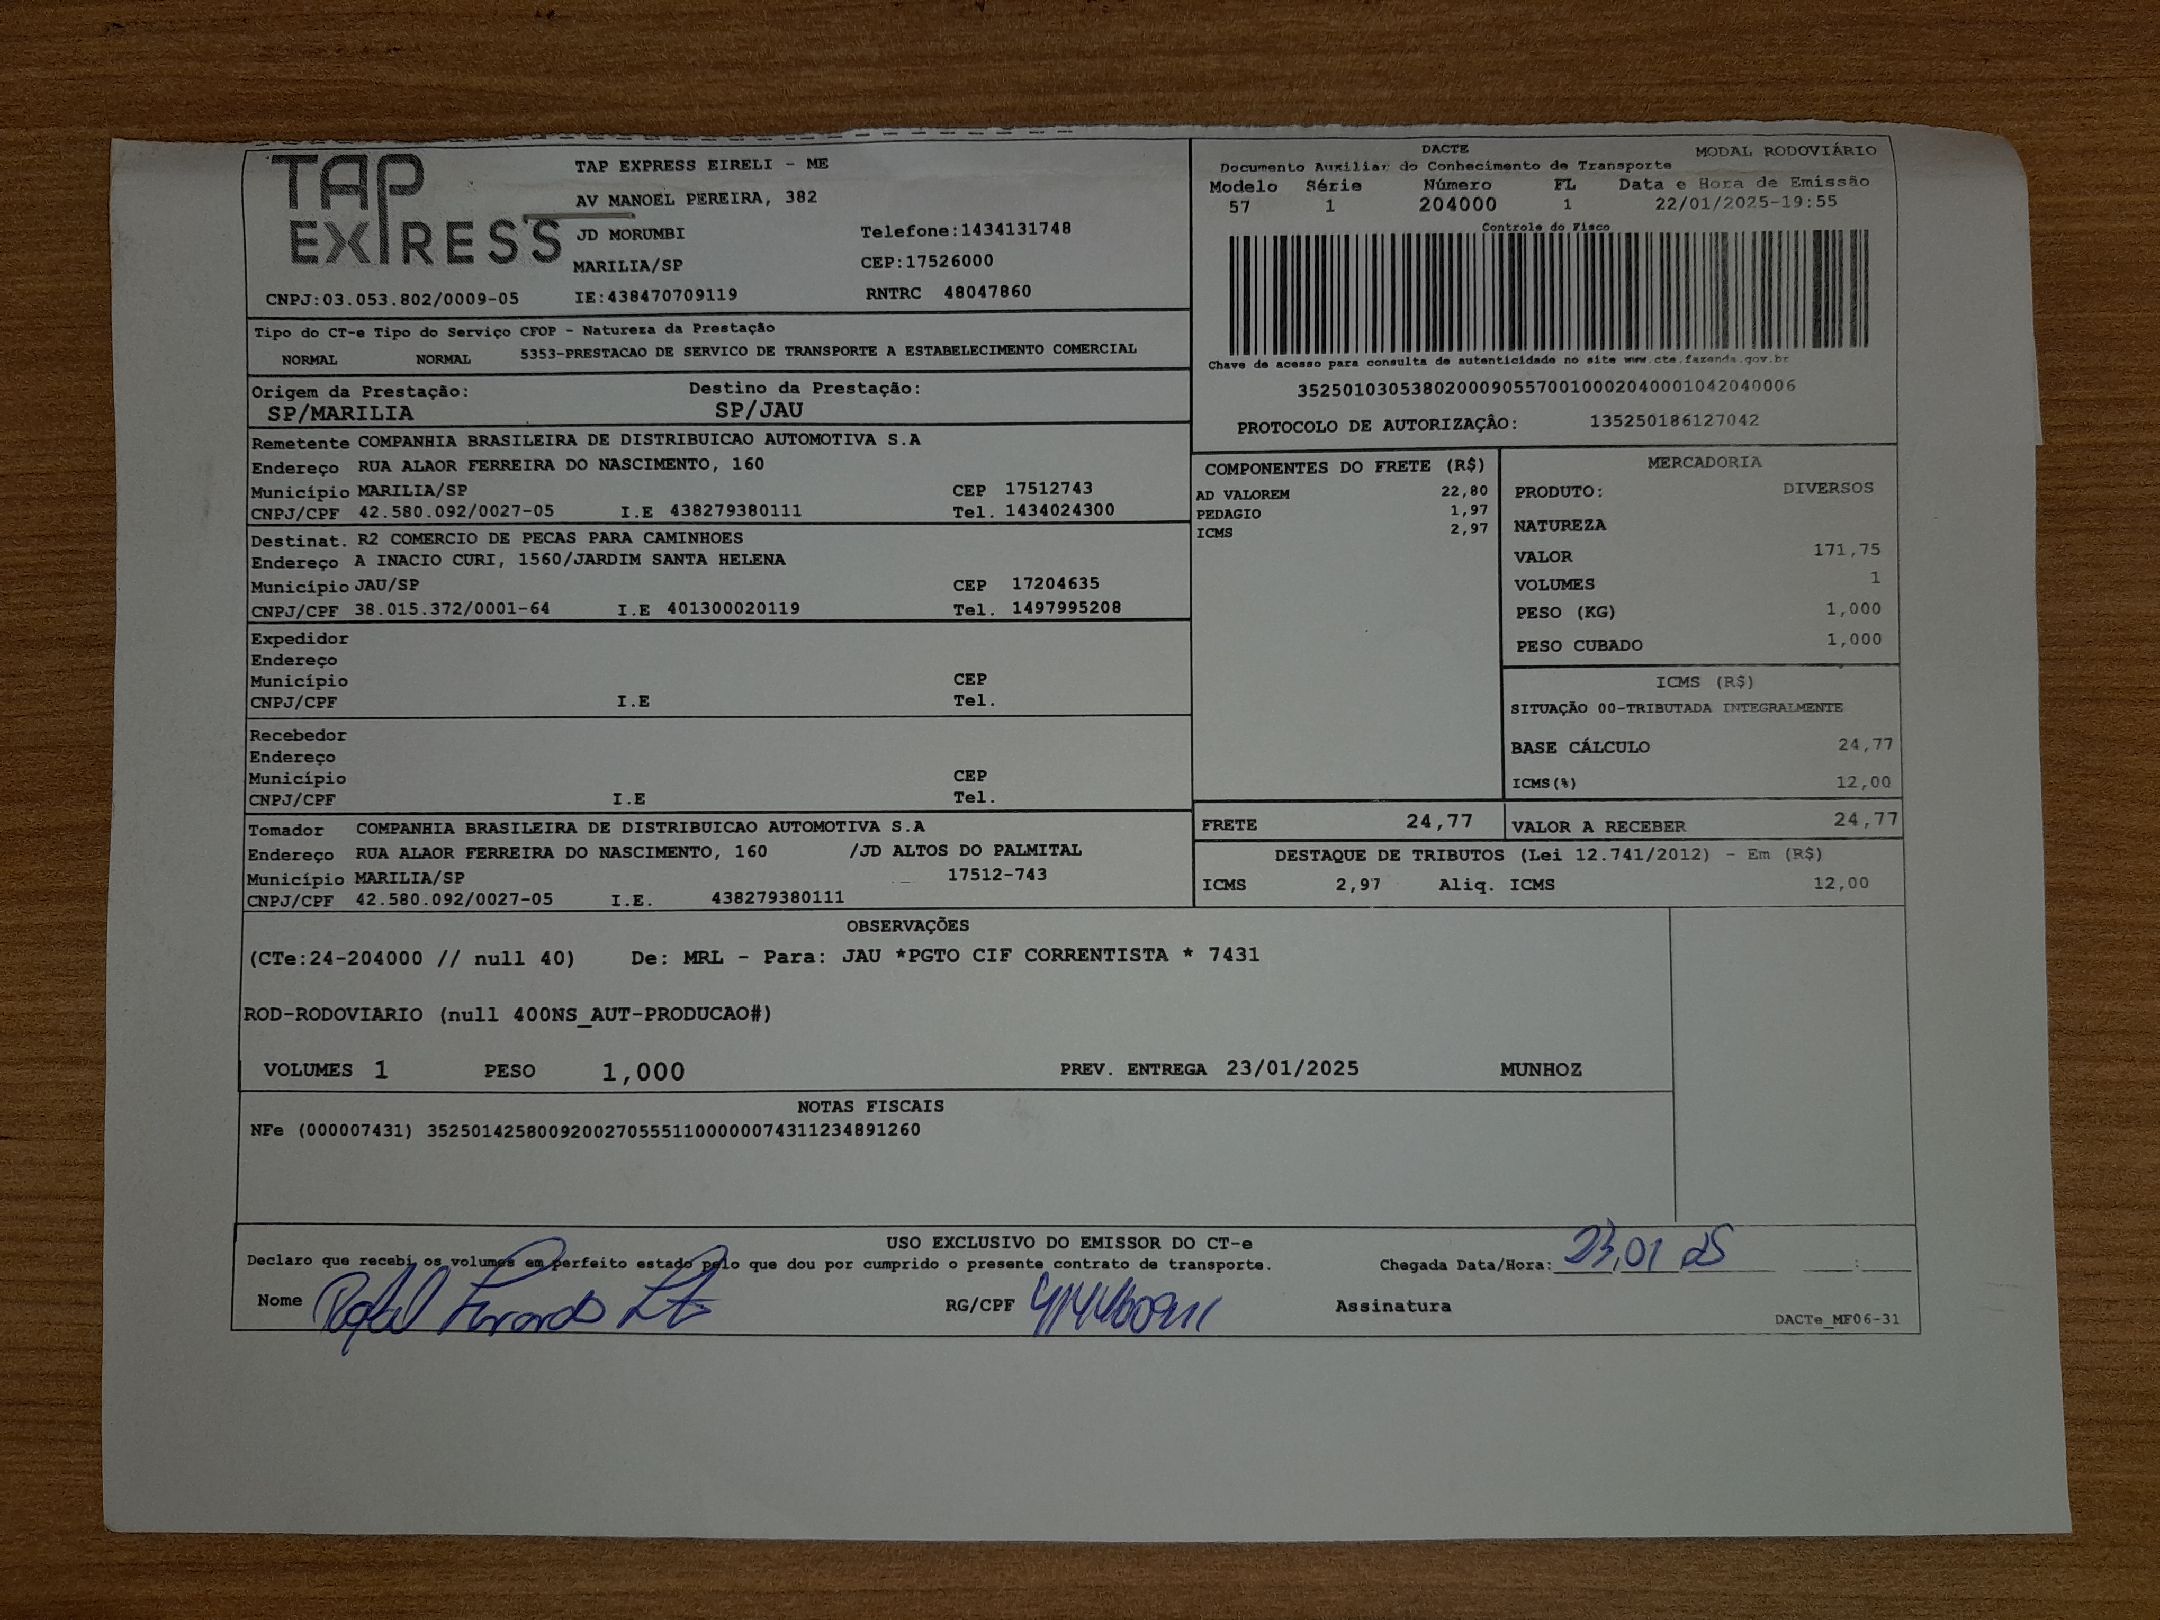 TAP EXPRESS
TAP EXPRESS EIRELI - ME
AV MANOEL PEREIRA, 382
JD MORUMBI Telefone:1434131748
MARILIA/SP CEP:17526000
CNPJ:03.053.802/0009-05 IE:438470709119 RNTRC 48047860
DACTE MODAL RODOVIÁRIO
Documento Auxiliar do Conhecimento de Transporte
Modelo Série Número FL Data e Hora de Emissão
57 1 204000 1 22/01/2025-19:55
Controle do Fisco
Chave de acesso para consulta de autenticidade no site www.cte.fazenda.gov.br
35250103053802000905570010002040001042040006
PROTOCOLO DE AUTORIZAÇÂO: 135250186127042
Tipo do CT-e Tipo do Serviço CFOP - Natureza da Prestação
NORMAL NORMAL 5353-PRESTACAO DE SERVICO DE TRANSPORTE A ESTABELECIMENTO COMERCIAL
Origem da Prestação: Destino da Prestação:
SP/MARILIA SP/JAU
Remetente COMPANHIA BRASILEIRA DE DISTRIBUICAO AUTOMOTIVA S.A
Endereço RUA ALAOR FERREIRA DO NASCIMENTO, 160
Município MARILIA/SP CEP 17512743
CNPJ/CPF 42.580.092/0027-05 I.E 438279380111 Tel. 1434024300
Destinat. R2 COMERCIO DE PECAS PARA CAMINHOES
Endereço A INACIO CURI, 1560/JARDIM SANTA HELENA
Município JAU/SP CEP 17204635
CNPJ/CPF 38.015.372/0001-64 I.E 401300020119 Tel. 1497995208
Expedidor
Endereço
Município CEP
CNPJ/CPF I.E Tel.
Recebedor
Endereço
Município CEP
CNPJ/CPF I.E Tel.
Tomador COMPANHIA BRASILEIRA DE DISTRIBUICAO AUTOMOTIVA S.A
Endereço RUA ALAOR FERREIRA DO NASCIMENTO, 160 /JD ALTOS DO PALMITAL
Município MARILIA/SP 17512-743
CNPJ/CPF 42.580.092/0027-05 I.E. 438279380111
COMPONENTES DO FRETE (R$)
AD VALOREM 22,80
PEDAGIO 1,97
ICMS 2,97
MERCADORIA
PRODUTO: DIVERSOS
NATUREZA
VALOR 171,75
VOLUMES 1
PESO (KG) 1,000
PESO CUBADO 1,000
ICMS (R$)
SITUAÇÃO 00-TRIBUTADA INTEGRALMENTE
BASE CÁLCULO 24,77
ICMS(%) 12,00
FRETE 24,77 VALOR A RECEBER 24,77
DESTAQUE DE TRIBUTOS (Lei 12.741/2012) - Em (R$)
ICMS 2,97 Aliq. ICMS 12,00
OBSERVAÇÕES
(CTe:24-204000 // null 40) De: MRL - Para: JAU *PGTO CIF CORRENTISTA * 7431
ROD-RODOVIARIO (null 400NS_AUT-PRODUCAO#)
VOLUMES 1 PESO 1,000 PREV. ENTREGA 23/01/2025 MUNHOZ
NOTAS FISCAIS
NFe (000007431) 35250142580092002705551100000074311234891260
USO EXCLUSIVO DO EMISSOR DO CT-e
Declaro que recebi os volumes em perfeito estado pelo que dou por cumprido o presente contrato de transporte. Chegada Data/Hora: 23,01 25 :
Nome RG/CPF Assinatura
DACTe_MF06-31